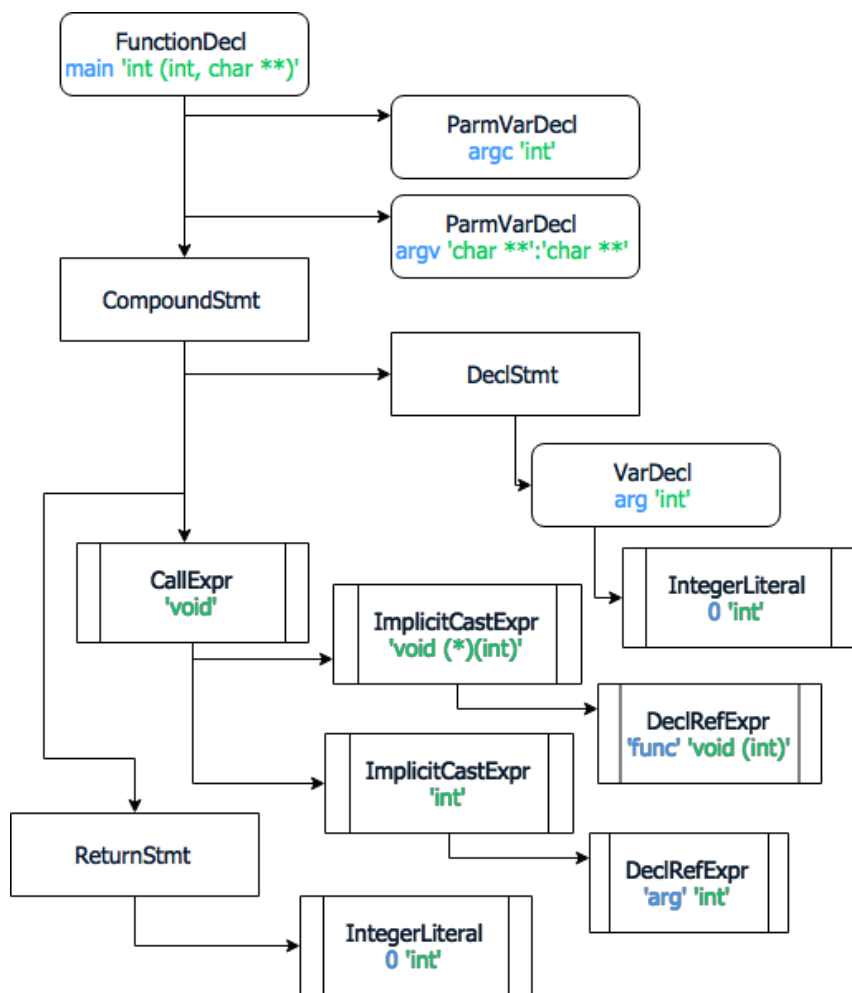 FunctionDecl
main 'int (int, char **)'
ParmVarDecl
argc 'int'
ParmVarDecl
argv 'char **':'char **'
CompoundStmt
DeclStmt
VarDecl
arg 'int'
CallExpr
'void'
IntegerLiteral
0 'int'
ImplicitCastExpr
'void (*)(int)'
DeclRefExpr
'func' 'void (int)'
ImplicitCastExpr
'int'
ReturnStmt
DeclRefExpr
'arg' 'int'
IntegerLiteral
0 'int'